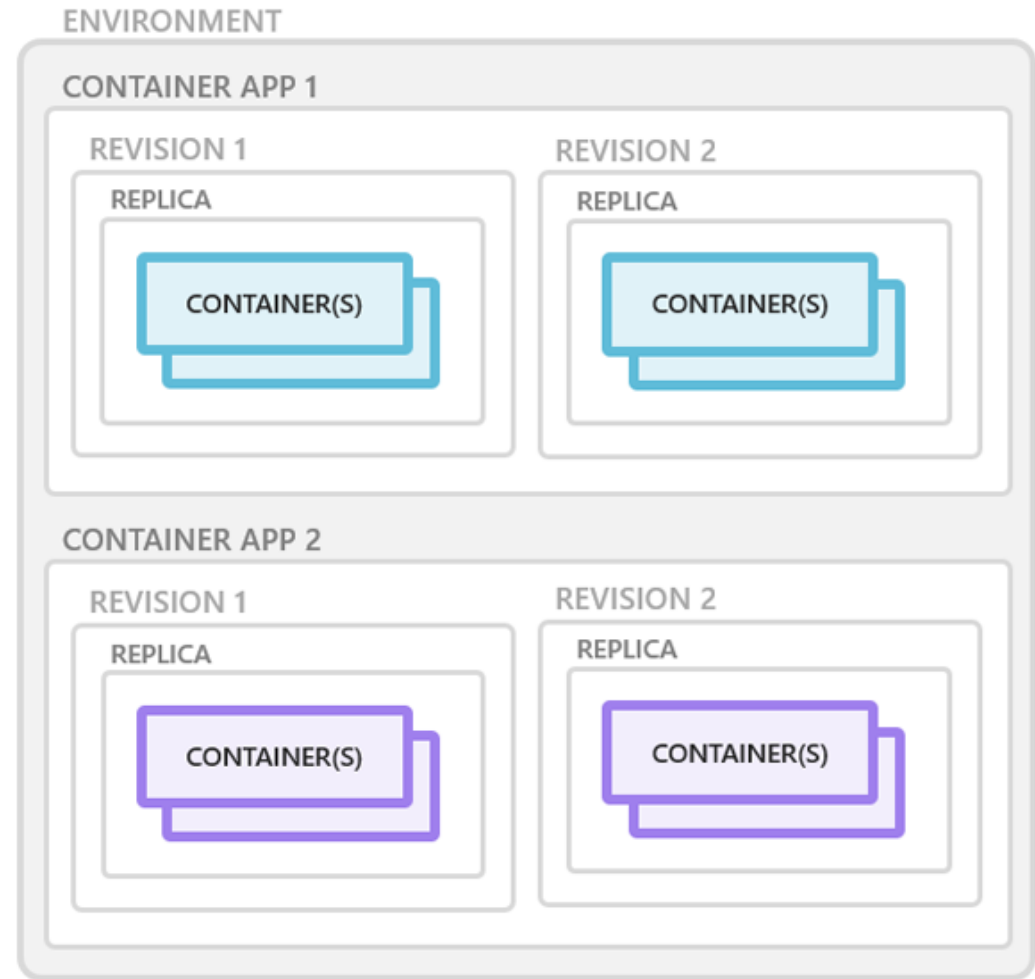 ENVIRONMENT
CONTAINER APP 1
REVISION 1
REVISION 2
REPLICA
REPLICA
CONTAINER(S)
CONTAINER(S)
CONTAINER APP 2
REVISION 1
REVISION 2
REPLICA
REPLICA
CONTAINER(S)
CONTAINER(S)